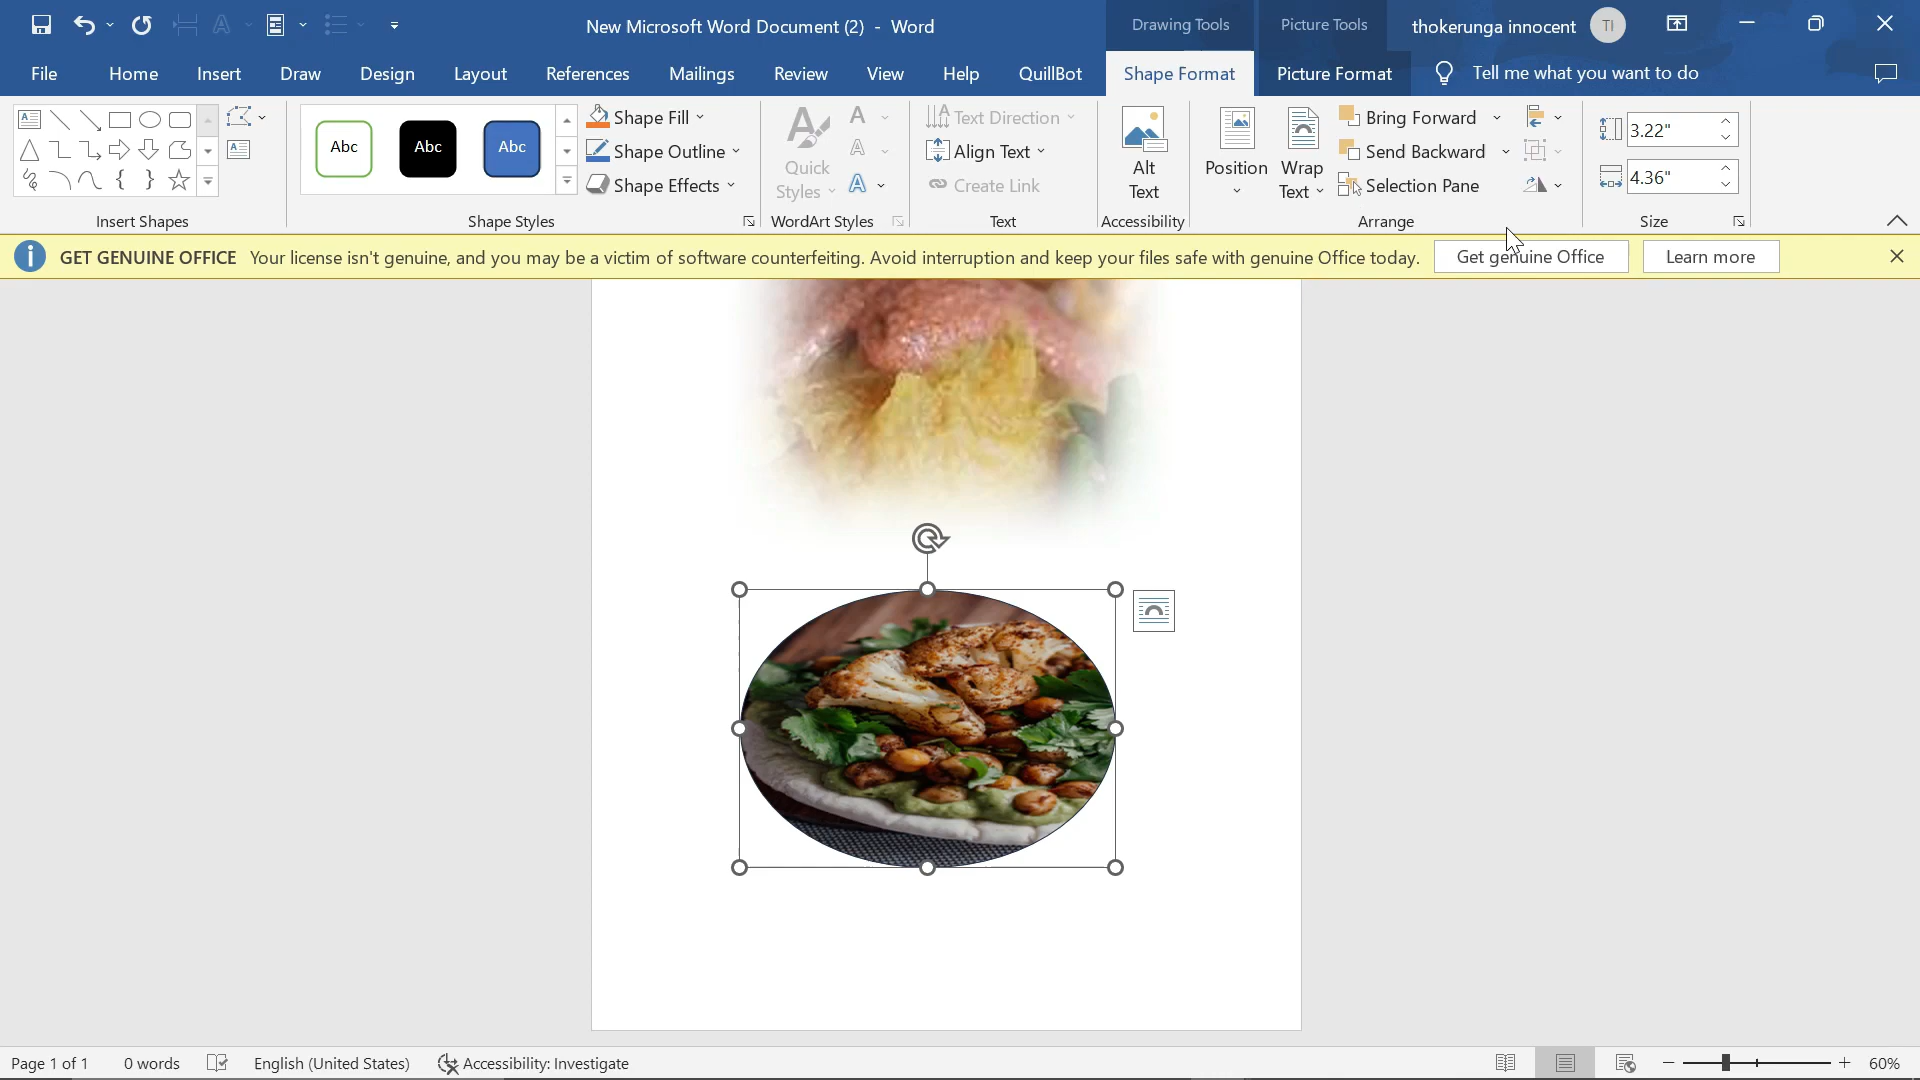 New Microsoft Word Document (2) - Word
Drawing Tools
Picture Tools
thokerunga innocent
TI
File
Home
Insert
Draw
Design
Layout
References
Mailings
Review
View
Help
QuillBot
Shape Format
Picture Format
Tell me what you want to do
Abc
Abc
Abc
Shape Fill
Shape Outline
Shape Effects
Quick
Styles
Text Direction
Align Text
Create Link
Alt
Text
Position
Wrap
Text
Bring Forward
Send Backward
Selection Pane
3.22"
4.36"
Insert Shapes
Shape Styles
WordArt Styles
Text
Accessibility
Arrange
Size
GET GENUINE OFFICE Your license isn't genuine, and you may be a victim of software counterfeiting. Avoid interruption and keep your files safe with genuine Office today.
Get genuine Office
Learn more
Page 1 of 1
0 words
English (United States)
Accessibility: Investigate
60%